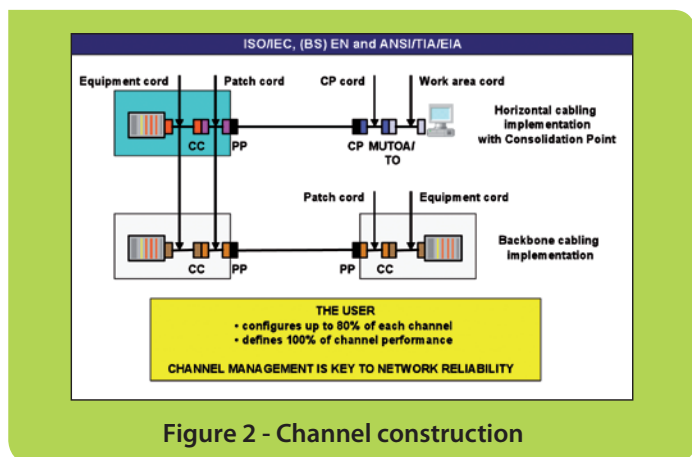 ISO/IEC, (BS) EN and ANSI/TIA/EIA
Equipment cord
Patch cord
CP cord
Work area cord
Horizontal cabling
implementation
with Consolidation Point
CC
PP
CP
MUTOA/
TO
Patch cord
Equipment cord
Backbone cabling
implementation
CC
PP
PP
CC
THE USER
• configures up to 80% of each channel
• defines 100% of channel performance
CHANNEL MANAGEMENT IS KEY TO NETWORK RELIABILITY
Figure 2 - Channel construction